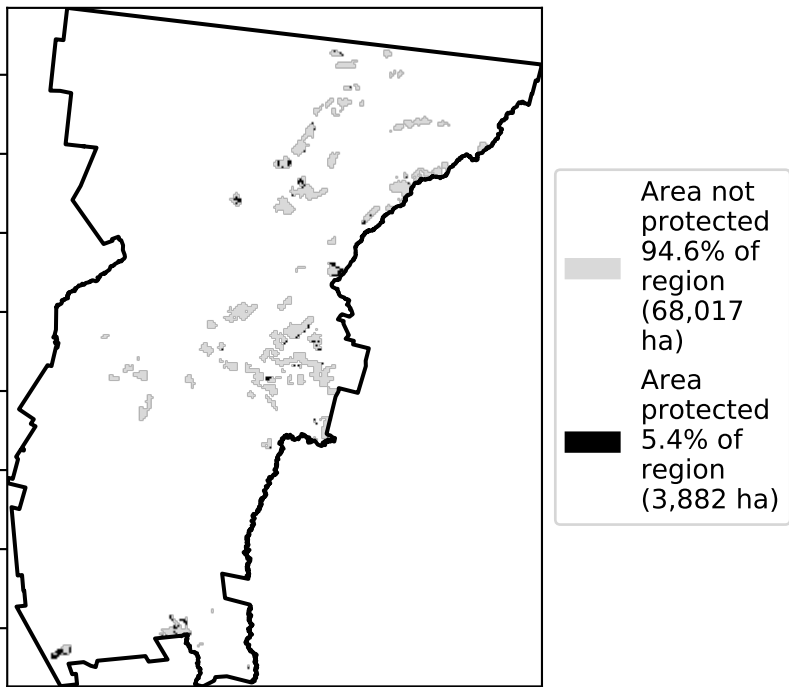 Area not
protected
94.6% of
region
(68,017
ha)
Area
protected
5.4% of
region
(3,882 ha)